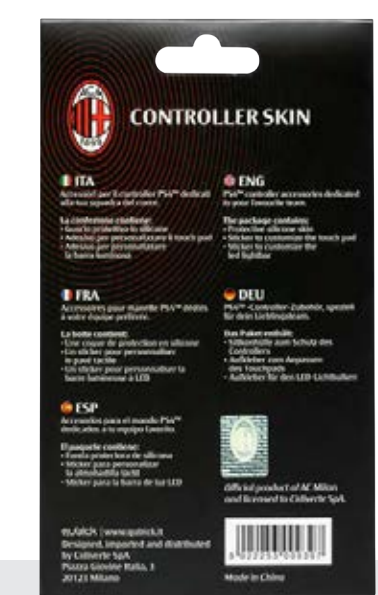 ACM
1899
CONTROLLER SKIN
ITA
Accessori per il controller PS4™ dedicati
alla tua squadra del cuore.
La confezione contiene:
• Guscio protettivo in silicone
• Adesivo per personalizzare il touch pad
• Adesivo per personalizzare
la barra luminosa
ENG
PS4™ controller accessories dedicated
to your favourite team.
The package contains:
• Protective silicone skin
• Sticker to customize the touch pad
• Sticker to customize the
led lightbar
FRA
Accessoires pour manette PS4™ dédiés
à votre équipe préférée.
La boîte contient:
• Une coque de protection en silicone
• Un sticker pour personnaliser
le pavé tactile
• Un sticker pour personnaliser la
barre lumineuse à LED
DEU
PS4™-Controller-Zubehör, speziell
für dein Lieblingsteam.
Das Paket enthält:
• Silikonhülle zum Schutz des
Controllers
• Aufkleber zum Anpassen
des Touchpads
• Aufkleber für den LED-Lichtbalken
ESP
Accesorios para el mando PS4™
dedicados a tu equipo favorito.
El paquete contiene:
• Funda protectora de silicona
• Sticker para personalizar
la almohadilla táctil
• Sticker para la barra de luz LED
Official product of AC Milan
and licensed to Cidiverte SpA.
www.qubick.it
Designed, imported and distributed
by Cidiverte SpA
Piazza Giovine Italia, 3
20123 Milano
Made in China